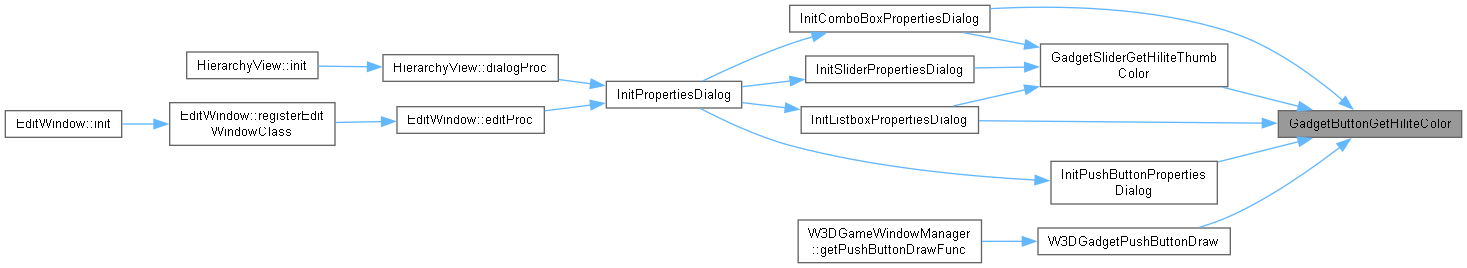 InitComboBoxPropertiesDialog
HierarchyView::init
HierarchyView::dialogProc
InitSliderPropertiesDialog
GadgetSliderGetHiliteThumb
Color
InitPropertiesDialog
EditWindow::init
EditWindow::registerEdit
WindowClass
EditWindow::editProc
InitListboxPropertiesDialog
GadgetButtonGetHiliteColor
InitPushButtonProperties
Dialog
W3DGameWindowManager
::getPushButtonDrawFunc
W3DGadgetPushButtonDraw